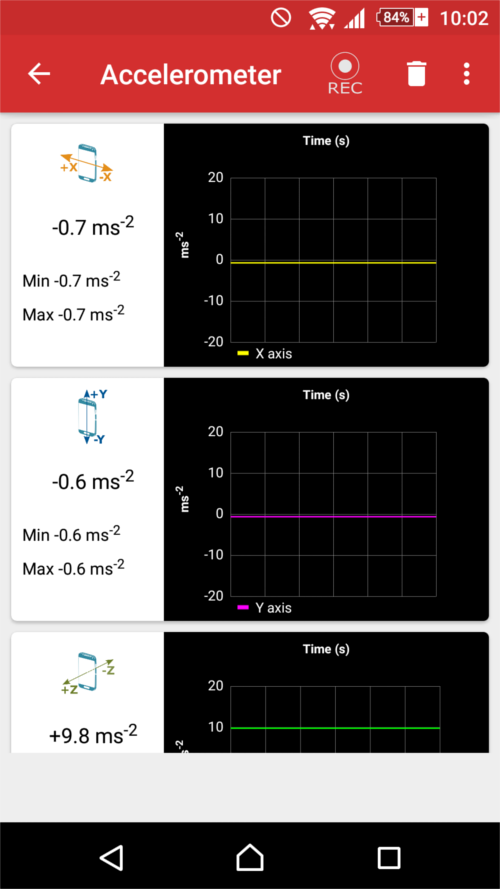 84% 10:02
Accelerometer
REC
+X
-X
-0.7 ms-2
Min -0.7 ms-2
Max -0.7 ms-2
Time (s)
20
10
0
-10
-20
ms-2
X axis
+Y
-Y
-0.6 ms-2
Min -0.6 ms-2
Max -0.6 ms-2
Time (s)
20
10
0
-10
-20
ms-2
Y axis
-Z
+Z
+9.8 ms-2
Time (s)
20
10